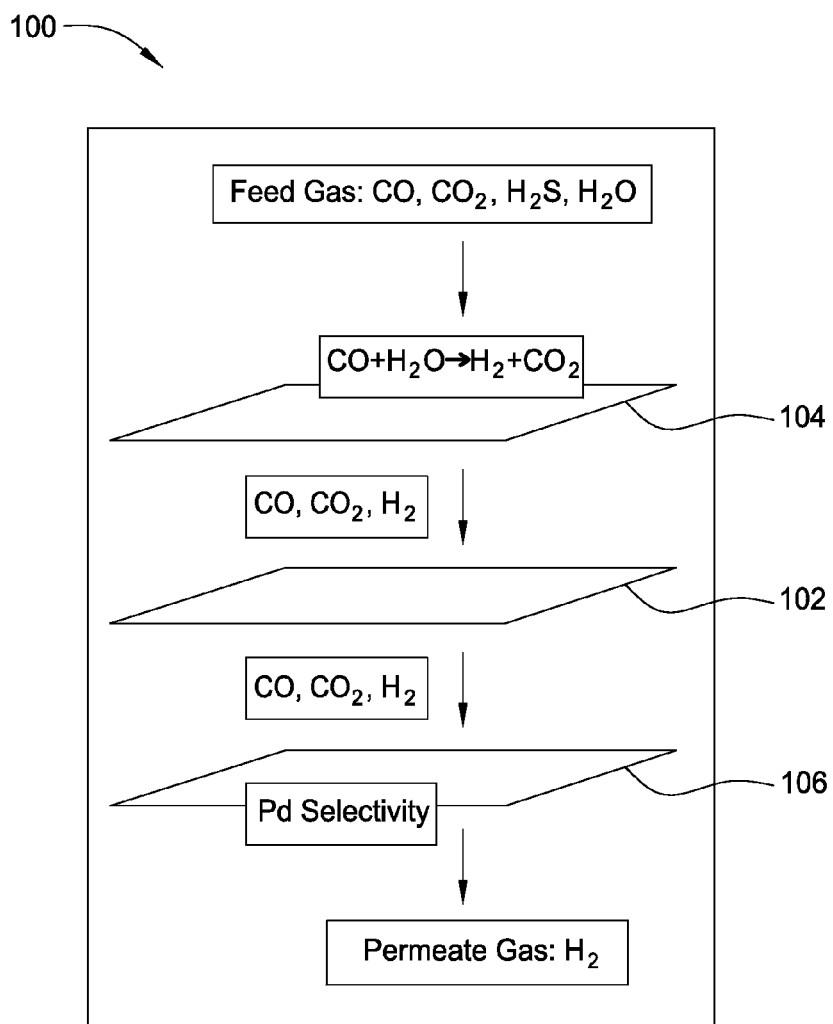 100
Feed Gas: CO, CO₂, H₂S, H₂O
CO+H₂O→H₂+CO₂
104
CO, CO₂, H₂
102
CO, CO₂, H₂
106
Pd Selectivity
Permeate Gas: H₂